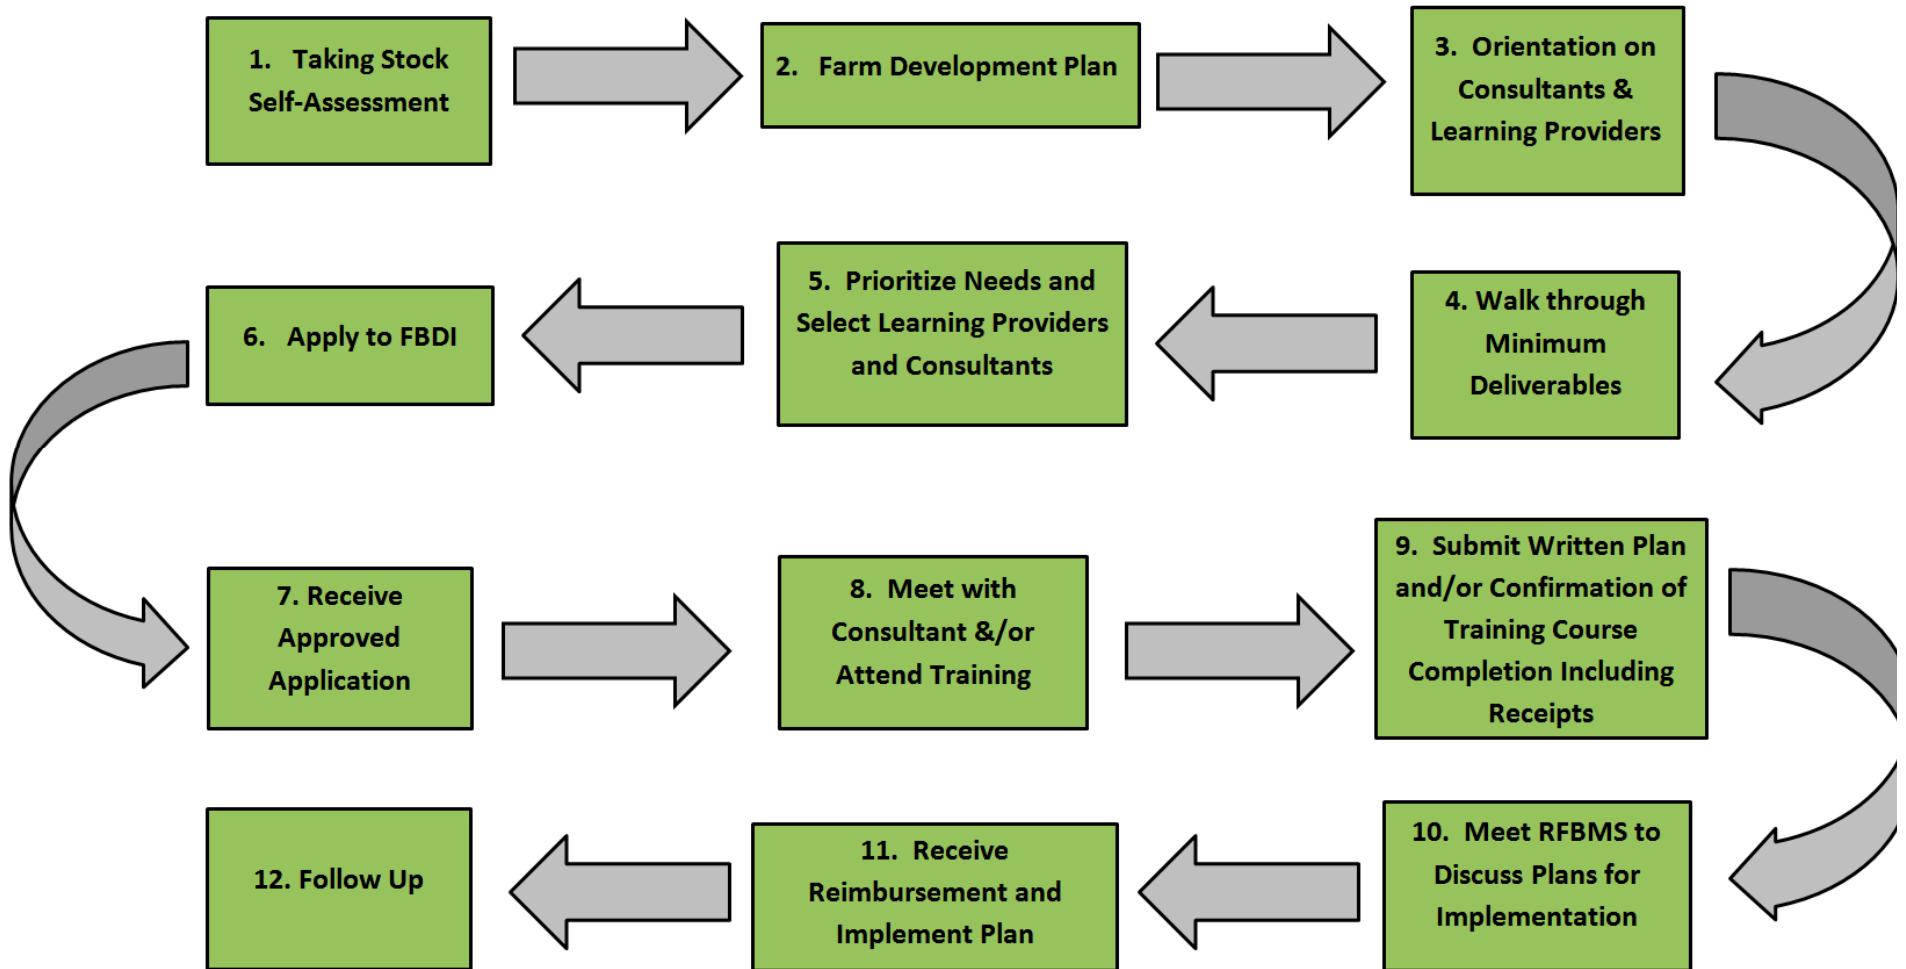 1. Taking Stock
Self-Assessment
2. Farm Development Plan
3. Orientation on
Consultants &
Learning Providers
4. Walk through
Minimum
Deliverables
5. Prioritize Needs and
Select Learning Providers
and Consultants
6. Apply to FBDI
7. Receive
Approved
Application
8. Meet with
Consultant &/or
Attend Training
9. Submit Written Plan
and/or Confirmation of
Training Course
Completion Including
Receipts
10. Meet RFBMS to
Discuss Plans for
Implementation
11. Receive
Reimbursement and
Implement Plan
12. Follow Up